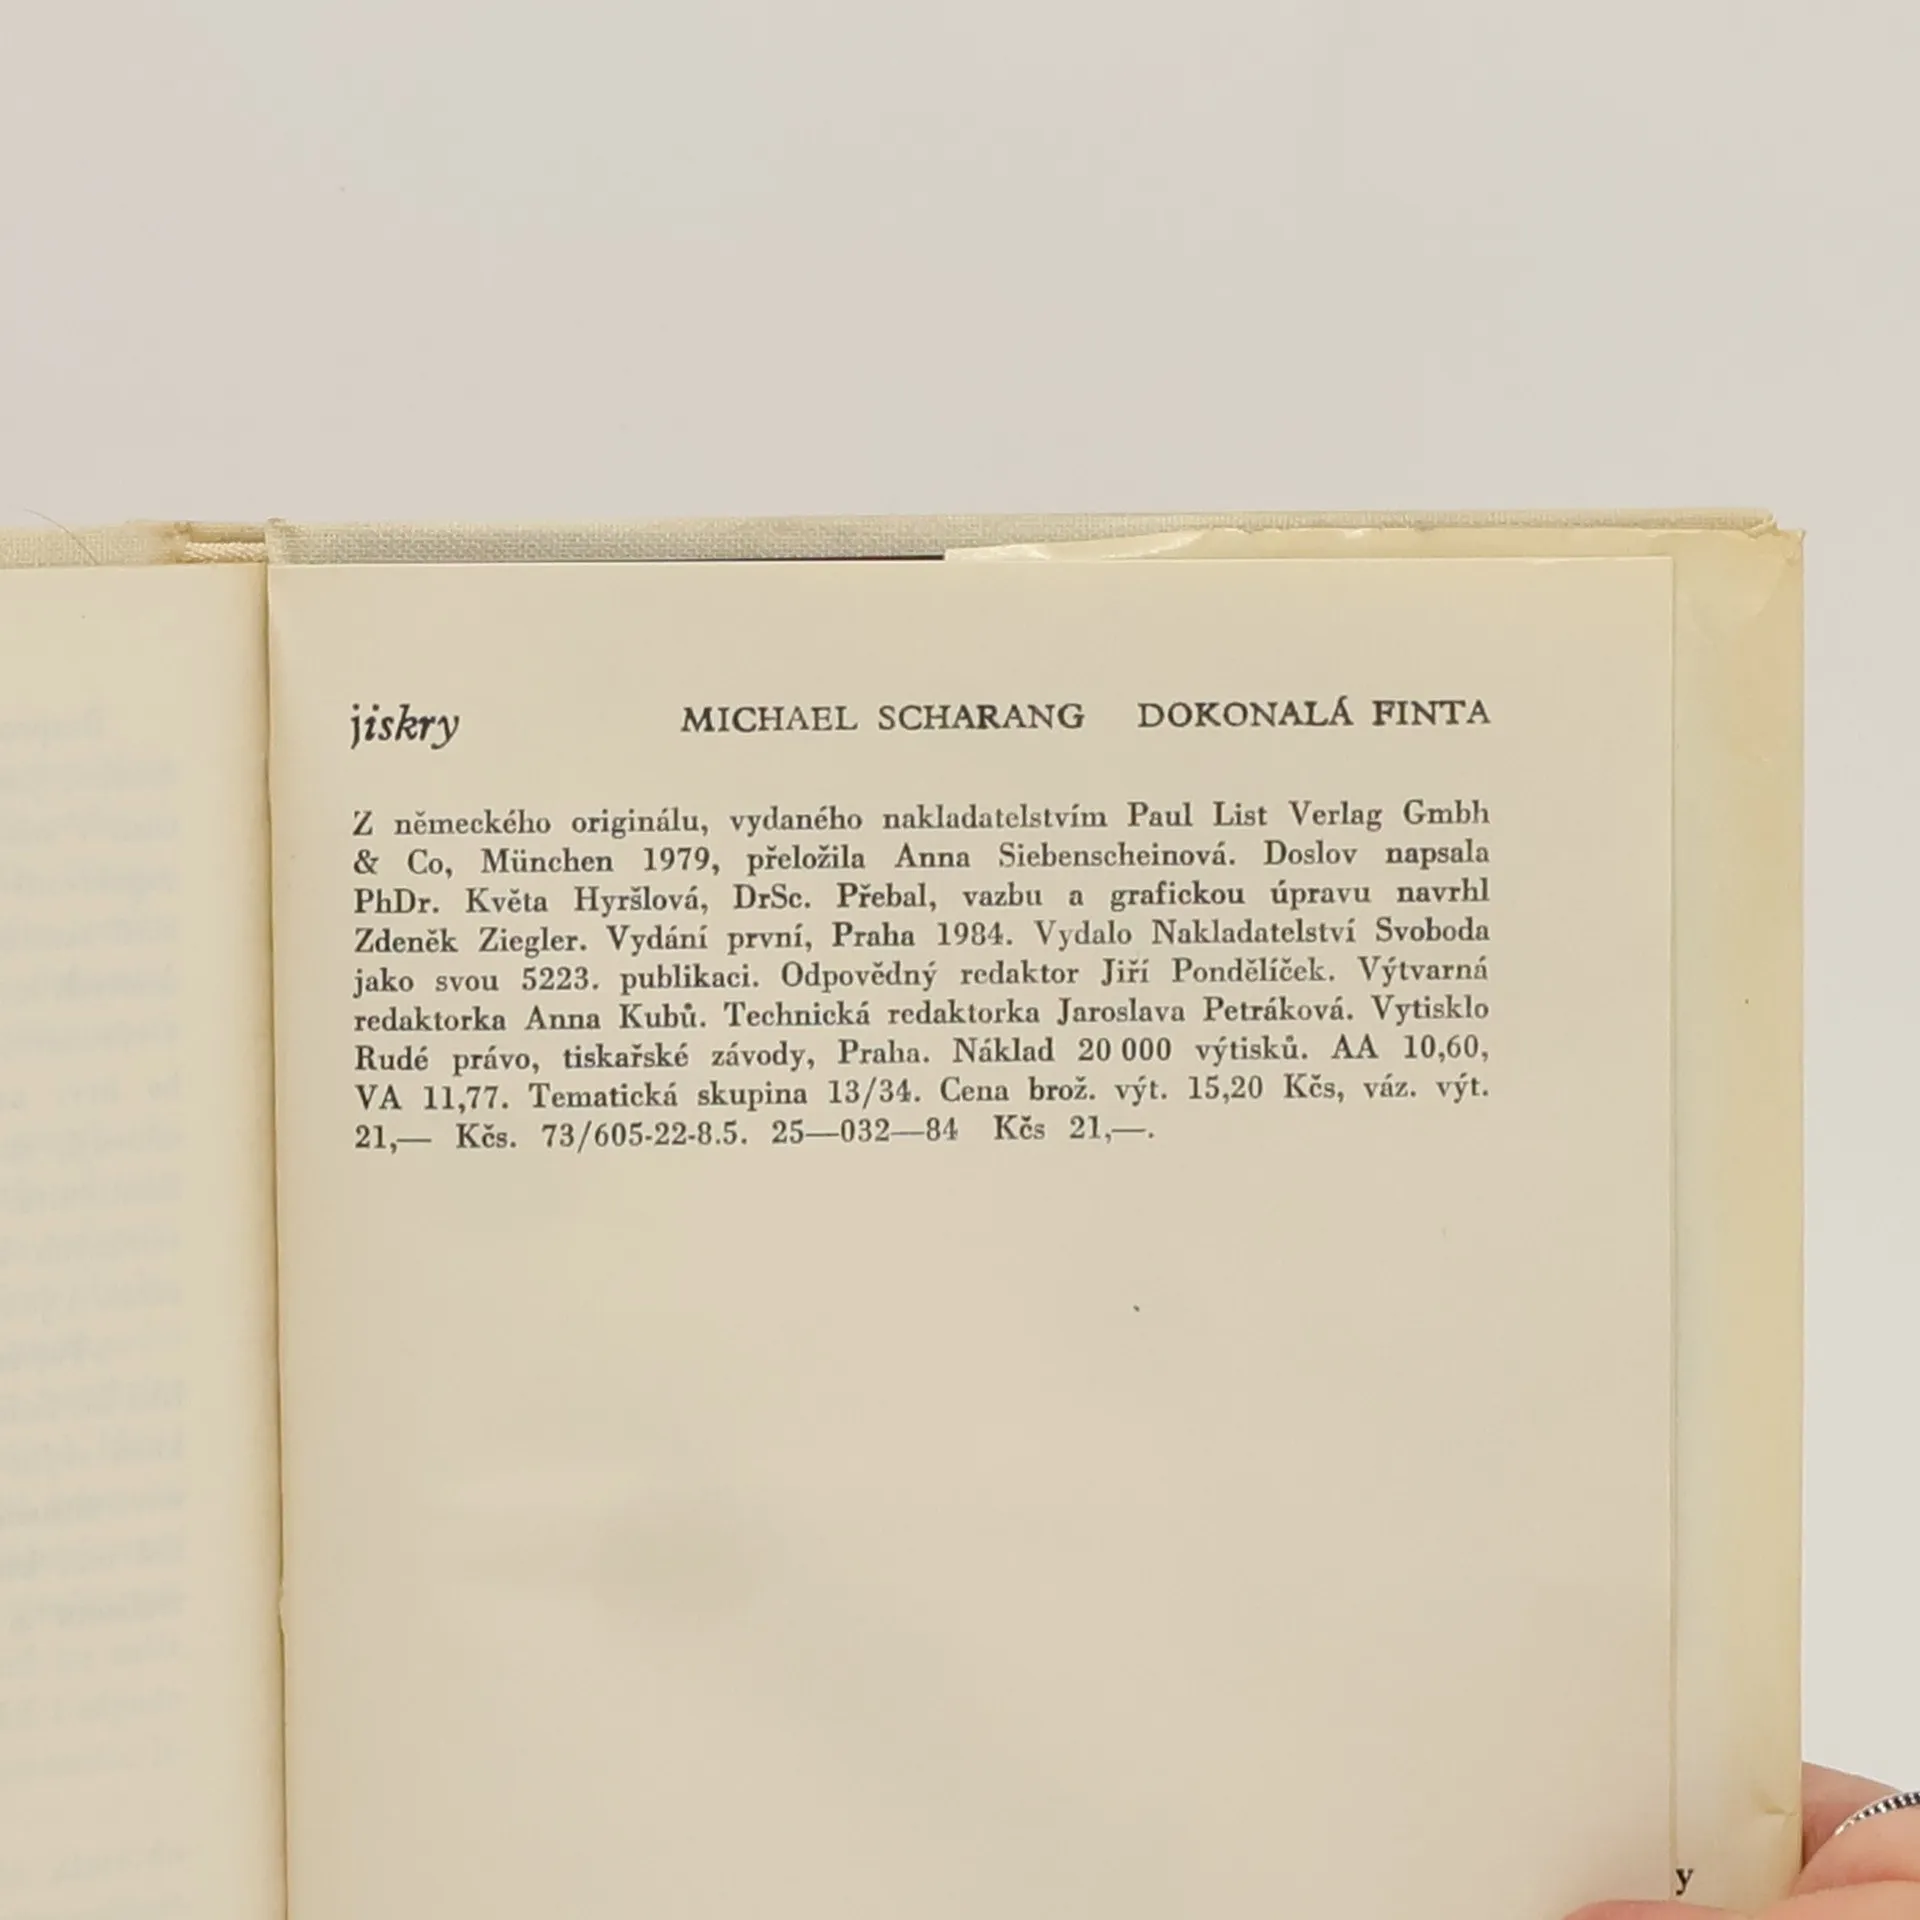 jiskry MICHAEL SCHARANG DOKONALÁ FINTA
Z německého originálu, vydaného nakladatelstvím Paul List Verlag Gmbh
& Co, München 1979, přeložila Anna Siebenscheinová. Doslov napsala
PhDr. Květa Hyršlová, DrSc. Přebal, vazbu a grafickou úpravu navrhl
Zdeněk Ziegler. Vydání první, Praha 1984. Vydalo Nakladatelství Svoboda
jako svou 5223. publikaci. Odpovědný redaktor Jiří Pondělíček. Výtvarná
redaktorka Anna Kubů. Technická redaktorka Jaroslava Petráková. Vytisklo
Rudé právo, tiskařské závody, Praha. Náklad 20 000 výtisků. AA 10,60,
VA 11,77. Tematická skupina 13/34. Cena brož. výt. 15,20 Kčs, váz. výt.
21,— Kčs. 73/605-22-8.5. 25—032—84 Kčs 21,—.
y